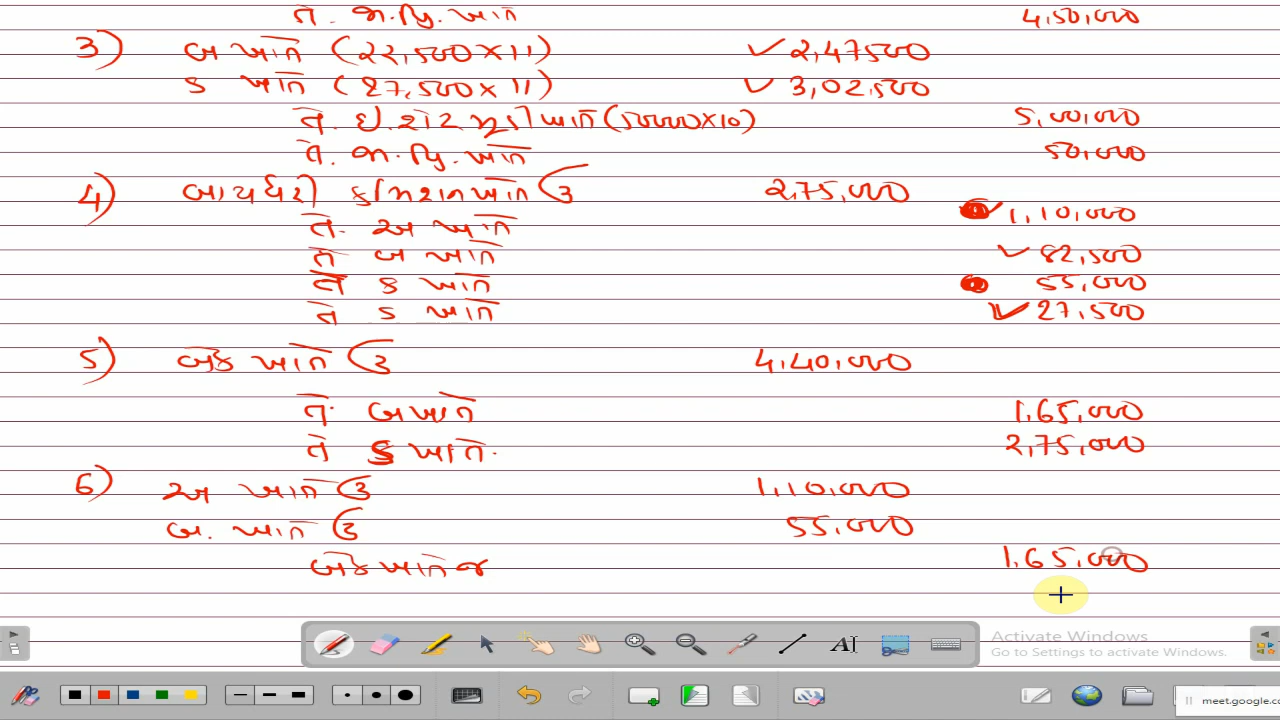 તે. જા.પ્રિ. ખાતે 4,50,000
3) બ ખાતે (22,500×11) ✓2,47500
ડ ખાતે (27,500×11) ✓3,02,500
તે. ઈ. શેર મૂડી ખાતે (50000×10) 5,00,000
તે. જા.પ્રિ. ખાતે 50,000
4) બાંયધરી કમિશન ખાતે ઉ 2,75,000
તે. અ ખાતે ✓1,10,000
તે બ ખાતે ✓82,500
તે ક ખાતે 55,000
તે ડ ખાતે ✓27,500
5) બેંક ખાતે ઉ 4,40,000
તે. બ ખાતે 1,65,000
તે ડ ખાતે. 2,75,000
6) અ ખાતે ઉ 1,10,000
બ. ખાતે ઉ 55,000
બેંક ખાતે જ 1,65,000
Activate Windows
Go to Settings to activate Windows.
AI
meet.google.co